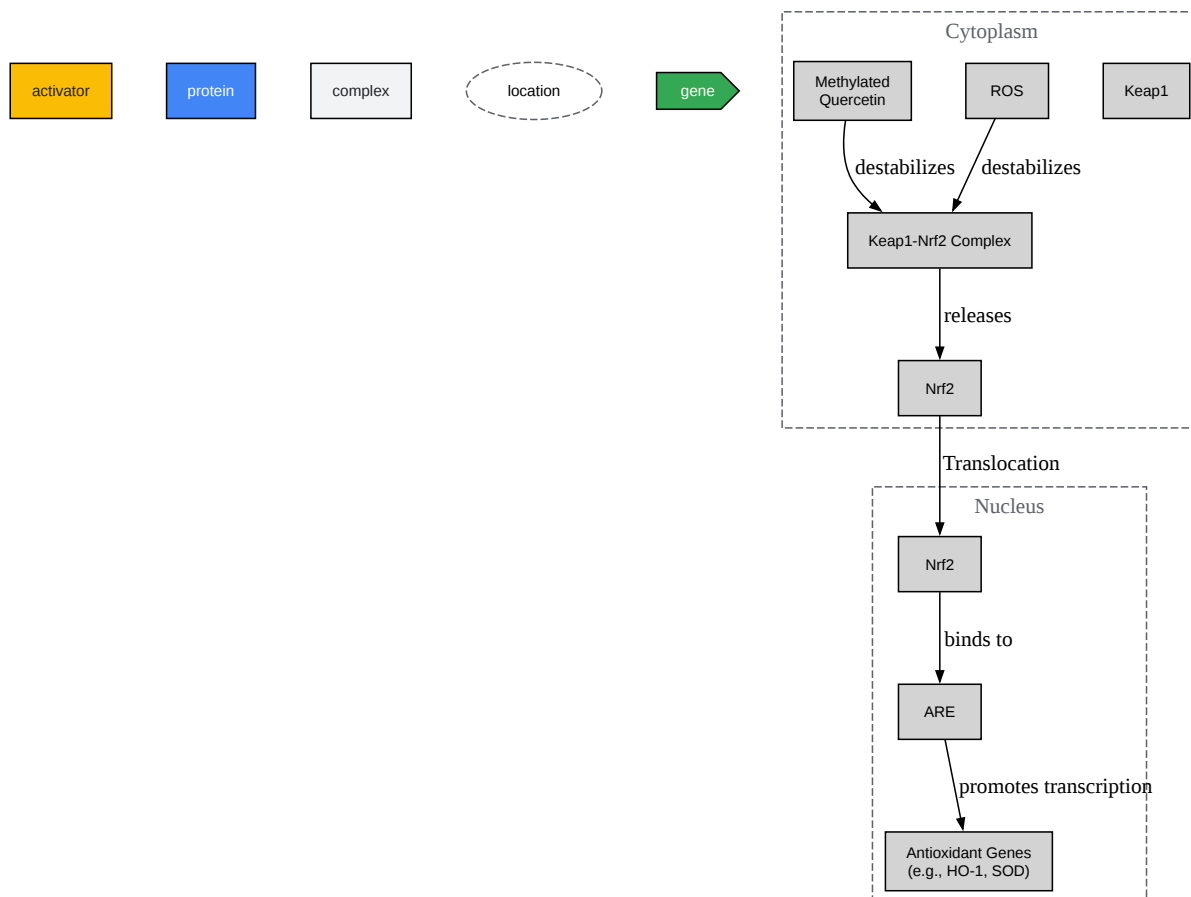 Cytoplasm
activator
protein
complex
location
gene
Methylated
Quercetin
ROS
Keap1
destabilizes
destabilizes
Keap1-Nrf2 Complex
releases
Nrf2
Translocation
Nucleus
Nrf2
binds to
ARE
promotes transcription
Antioxidant Genes
(e.g., HO-1, SOD)